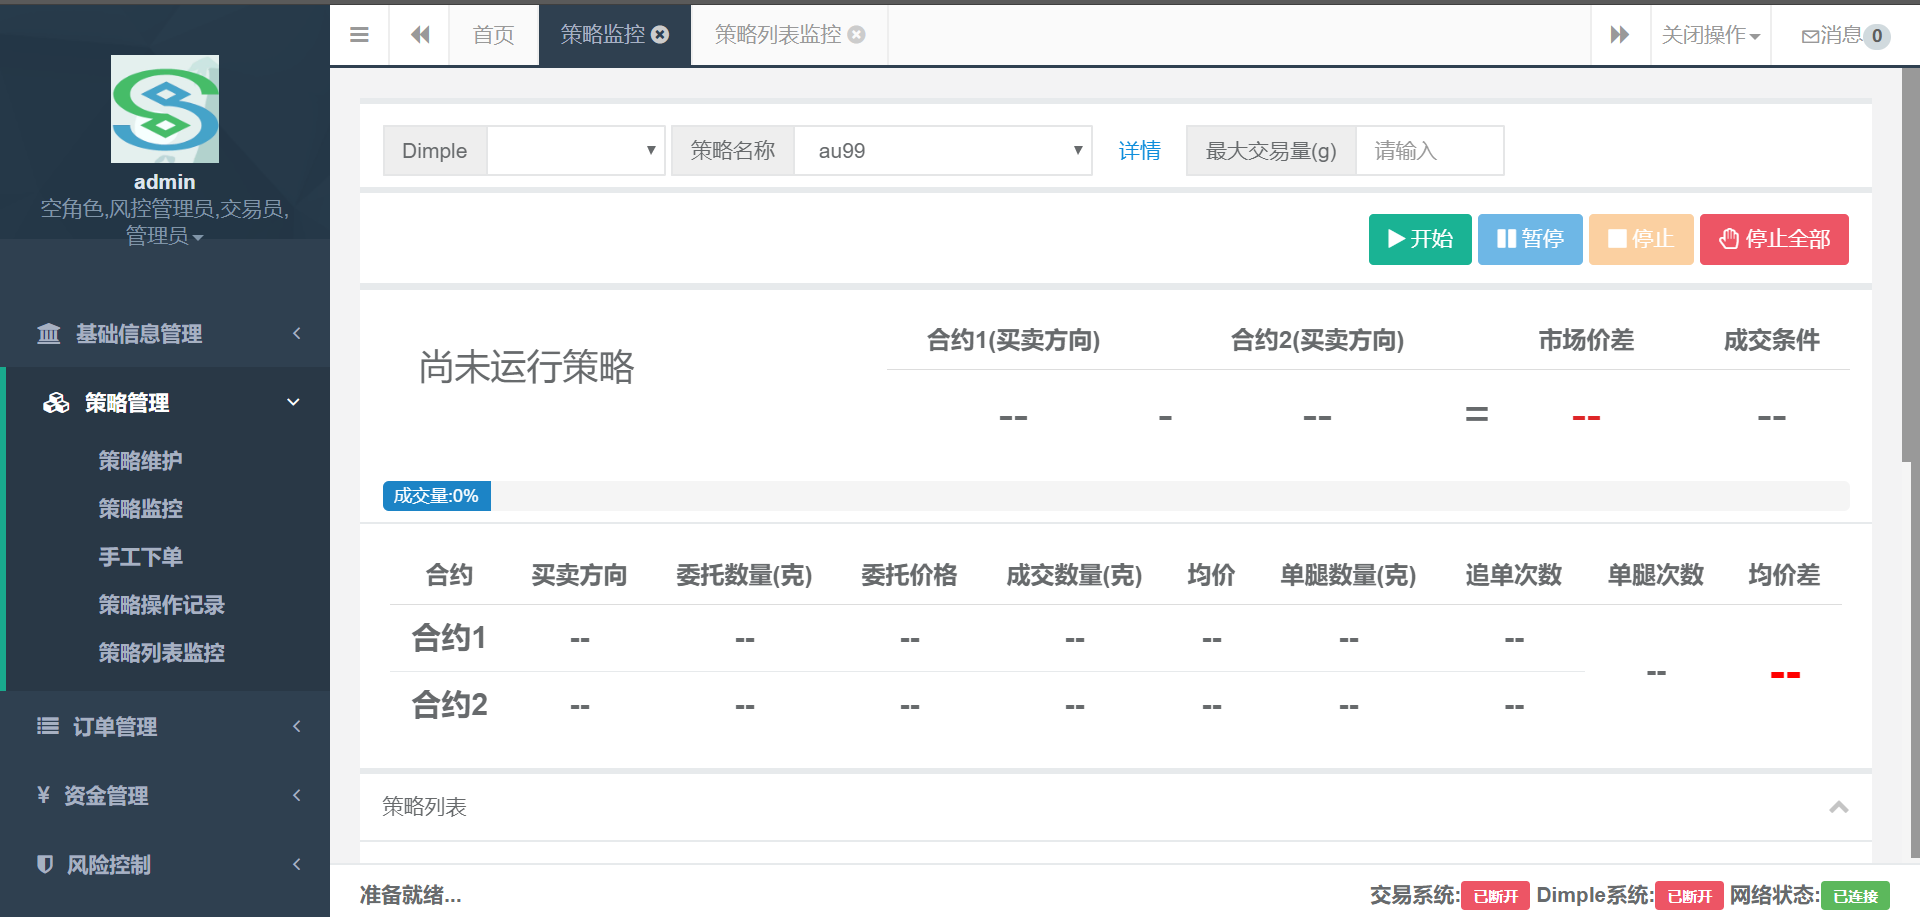 首页
策略监控
策略列表监控
关闭操作
消息 0
admin
空角色,风控管理员,交易员,
管理员
基础信息管理
策略管理
策略维护
策略监控
手工下单
策略操作记录
策略列表监控
订单管理
¥ 资金管理
风险控制
Dimple
策略名称 au99 详情 最大交易量(g) 请输入
开始 暂停 停止 停止全部
尚未运行策略
合约1(买卖方向) 合约2(买卖方向) 市场价差 成交条件
-- - -- = -- --
成交量:0%
合约 买卖方向 委托数量(克) 委托价格 成交数量(克) 均价 单腿数量(克) 追单次数 单腿次数 均价差
合约1 -- -- -- -- -- -- --
-- --
合约2 -- -- -- -- -- -- --
策略列表
准备就绪...
交易系统:已断开 Dimple系统:已断开 网络状态:已连接